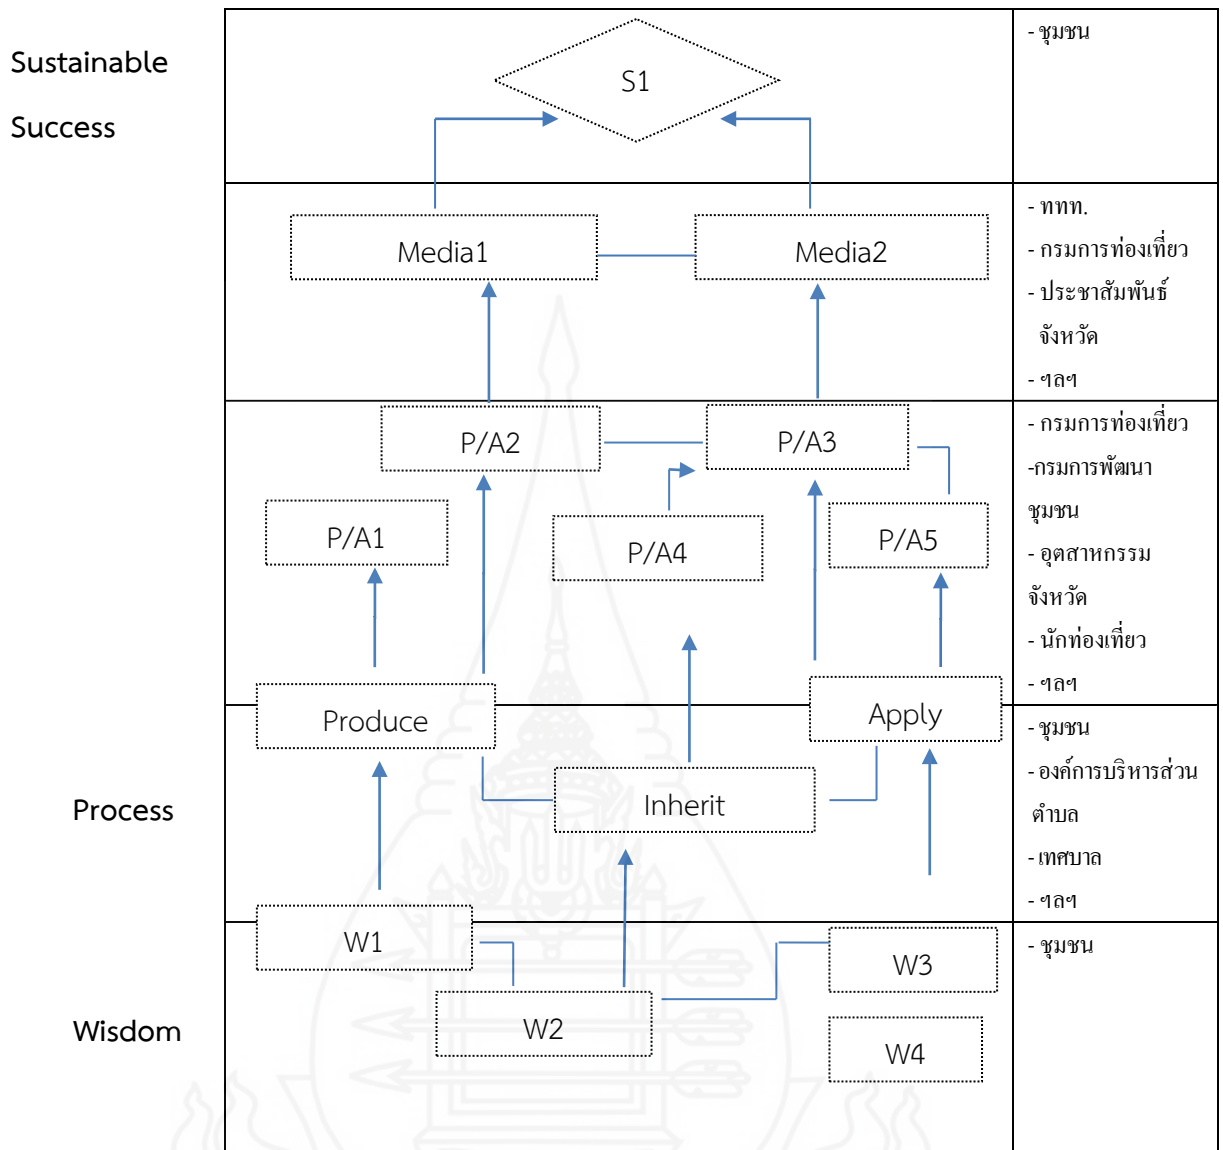 Sustainable
Success
S1
- ชุมชน
Media1
Media2
- ททท.
- กรมการท่องเที่ยว
- ประชาสัมพันธ์
จังหวัด
- ฯลฯ
P/A2
P/A3
P/A1
P/A4
P/A5
- กรมการท่องเที่ยว
-กรมการพัฒนา
ชุมชน
- อุตสาหกรรม
จังหวัด
- นักท่องเที่ยว
- ฯลฯ
Process
Produce
Apply
Inherit
- ชุมชน
- องค์การบริหารส่วน
ตำบล
- เทศบาล
- ฯลฯ
Wisdom
W1
W2
W3
W4
- ชุมชน